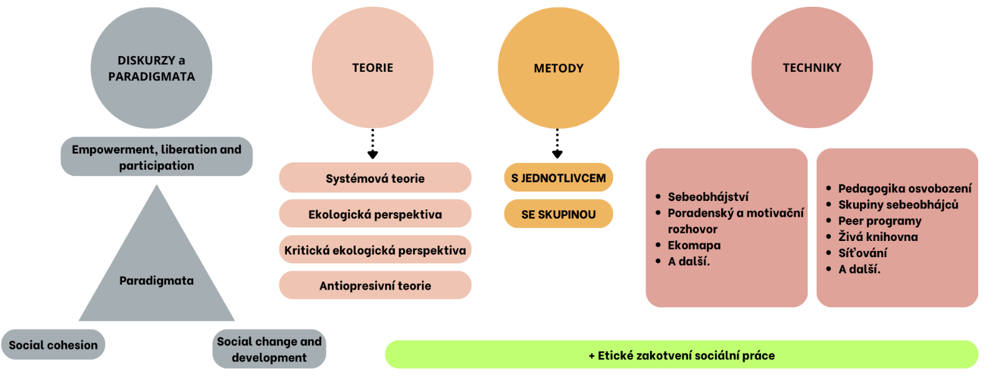 DISKURZY a
PARADIGMATA
Empowerment, liberation and
participation
Paradigmata
Social cohesion
Social change and
development
TEORIE
Systémová teorie
Ekologická perspektiva
Kritická ekologická perspektiva
Antiopresivní teorie
METODY
S JEDNOTLIVCEM
SE SKUPINOU
TECHNIKY
• Sebeobhájství
• Poradenský a motivační
rozhovor
• Ekomapa
• A další.
• Pedagogika osvobození
• Skupiny sebeobhájců
• Peer programy
• Živá knihovna
• Síťování
• A další.
+ Etické zakotvení sociální práce